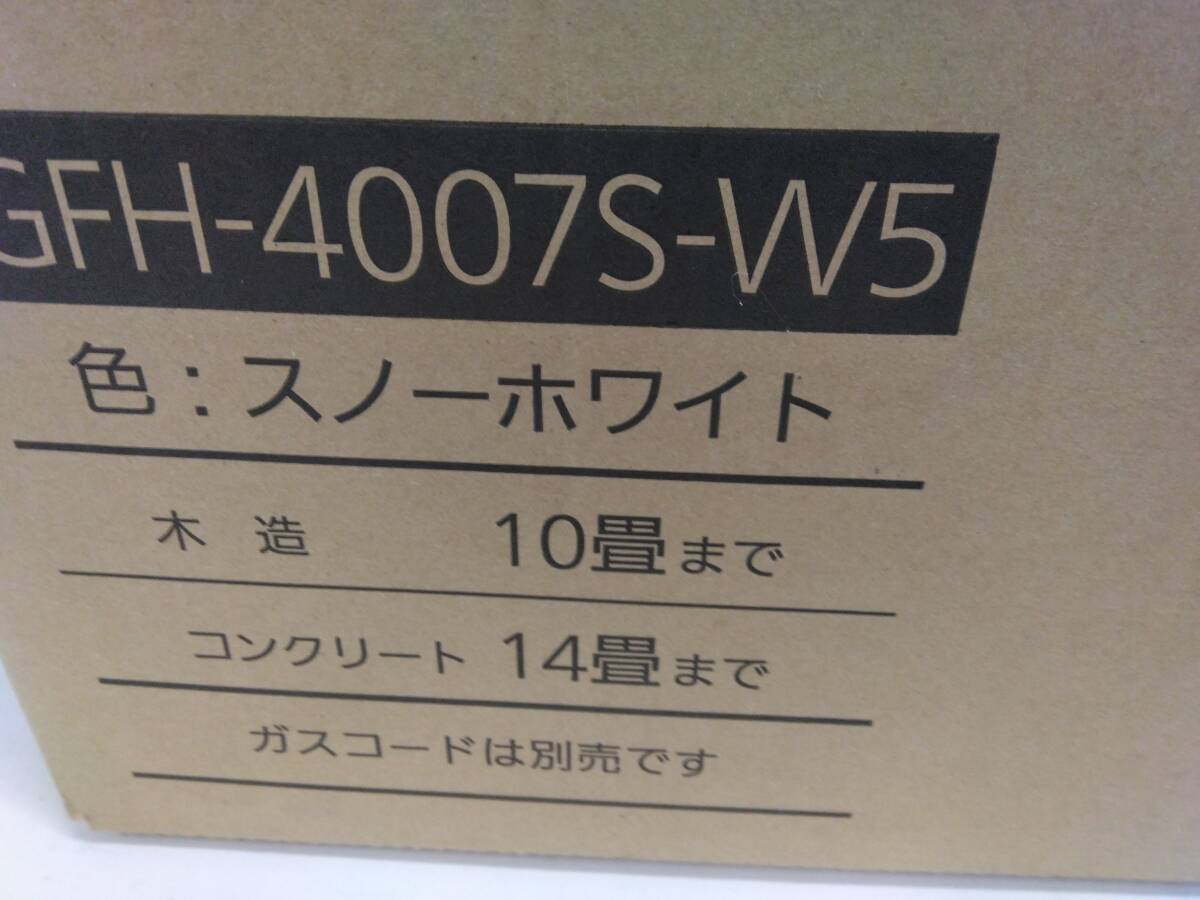 GFH-4007S-W5
色：スノーホワイト
木造 10畳まで
コンクリート 14畳まで
ガスコードは別売です